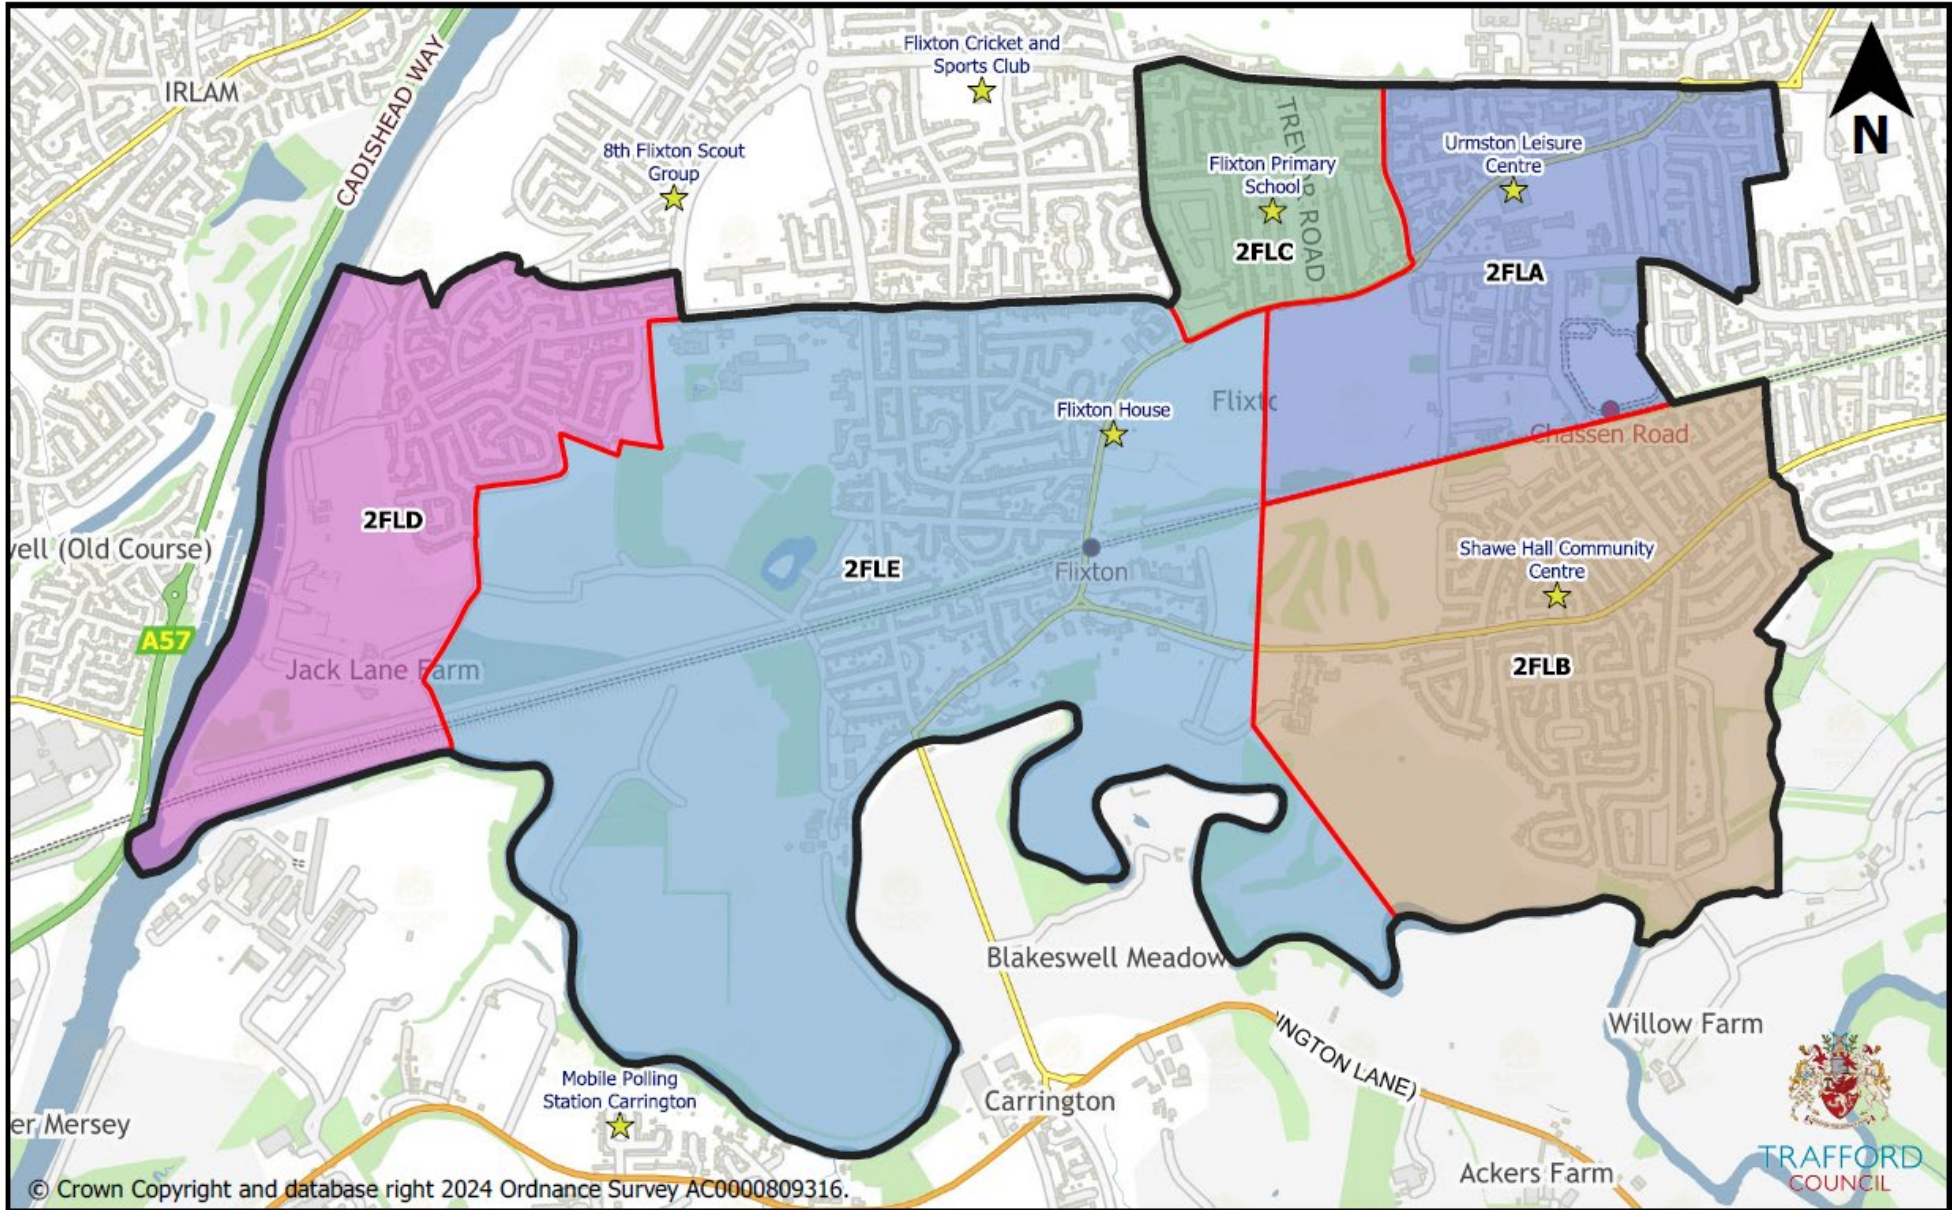 Flixton Cricket and
Sports Club
IRLAM
CADISHEAD WAY
N
8th Flixton Scout
Group
Flixton Primary
School
TREVOR ROAD
Urmston Leisure
Centre
2FLC
2FLA
Flixton House
Flixto
Chassen Road
2FLD
vell (Old Course)
2FLE
Flixton
Shawe Hall Community
Centre
A57
Jack Lane Farm
2FLB
Blakeswell Meadow
INGTON LANE)
Willow Farm
Mobile Polling
Station Carrington
Carrington
er Mersey
Ackers Farm
TRAFFORD
COUNCIL
© Crown Copyright and database right 2024 Ordnance Survey AC0000809316.